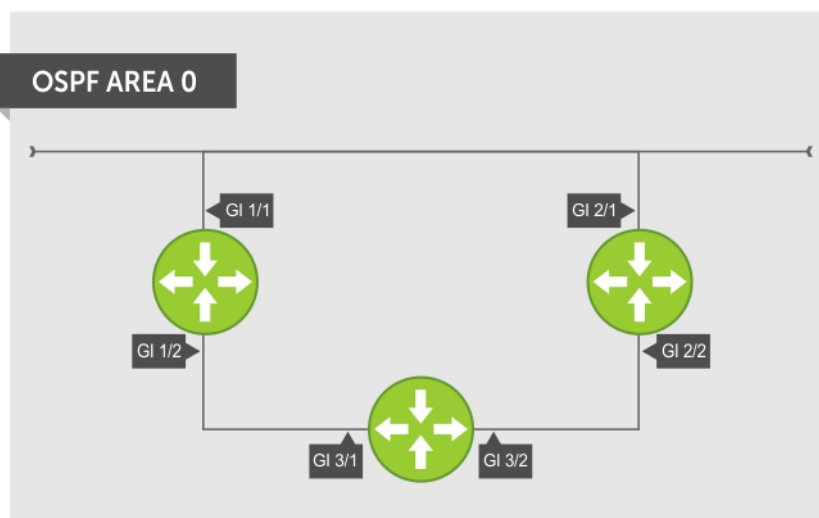 OSPF AREA 0
GI 1/1
GI 2/1
GI 1/2
GI 2/2
GI 3/1
GI 3/2